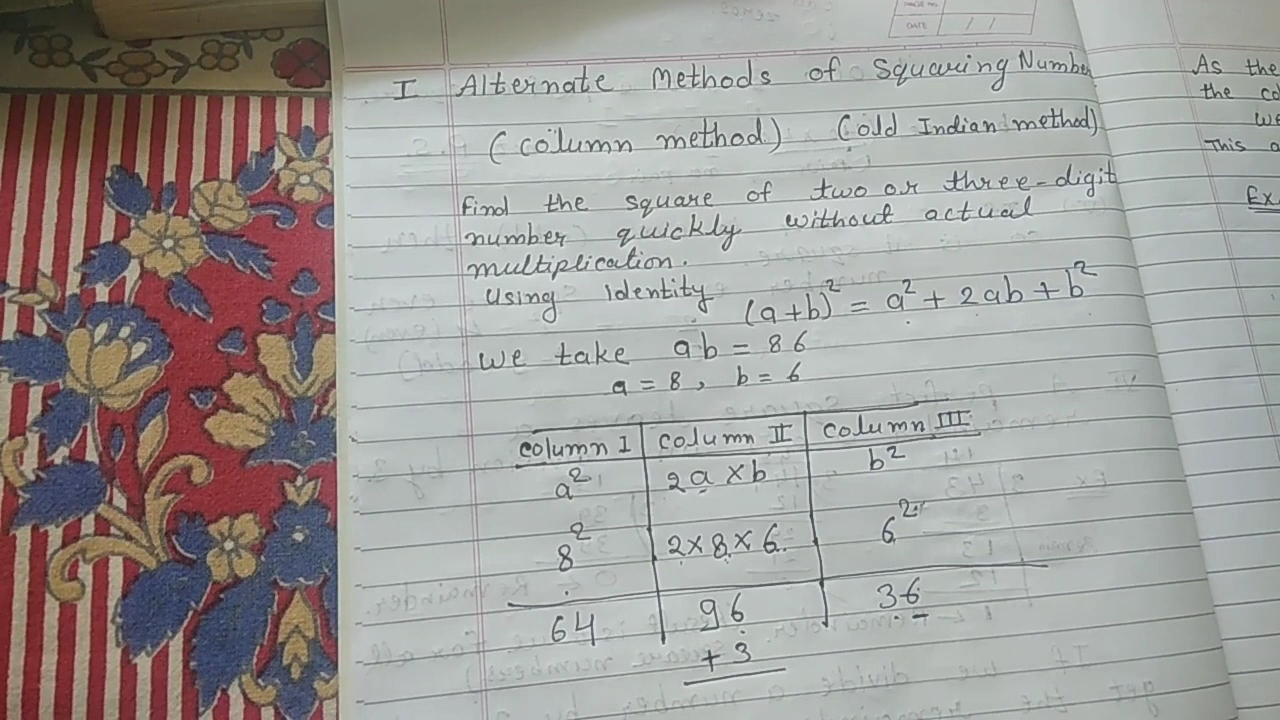 DATE / /
I Alternate Methods of Squaring Number
(column method) (old Indian method)
Find the square of two or three-digit
number quickly without actual
multiplication.
Using Identity (a+b)² = a² + 2ab + b²
we take ab = 86
a = 8, b = 6
column I column II column III
a² 2a × b b²
8² 2 × 8 × 6 6²
64 96 36
+ 3
As the
the
we
This
Ex.